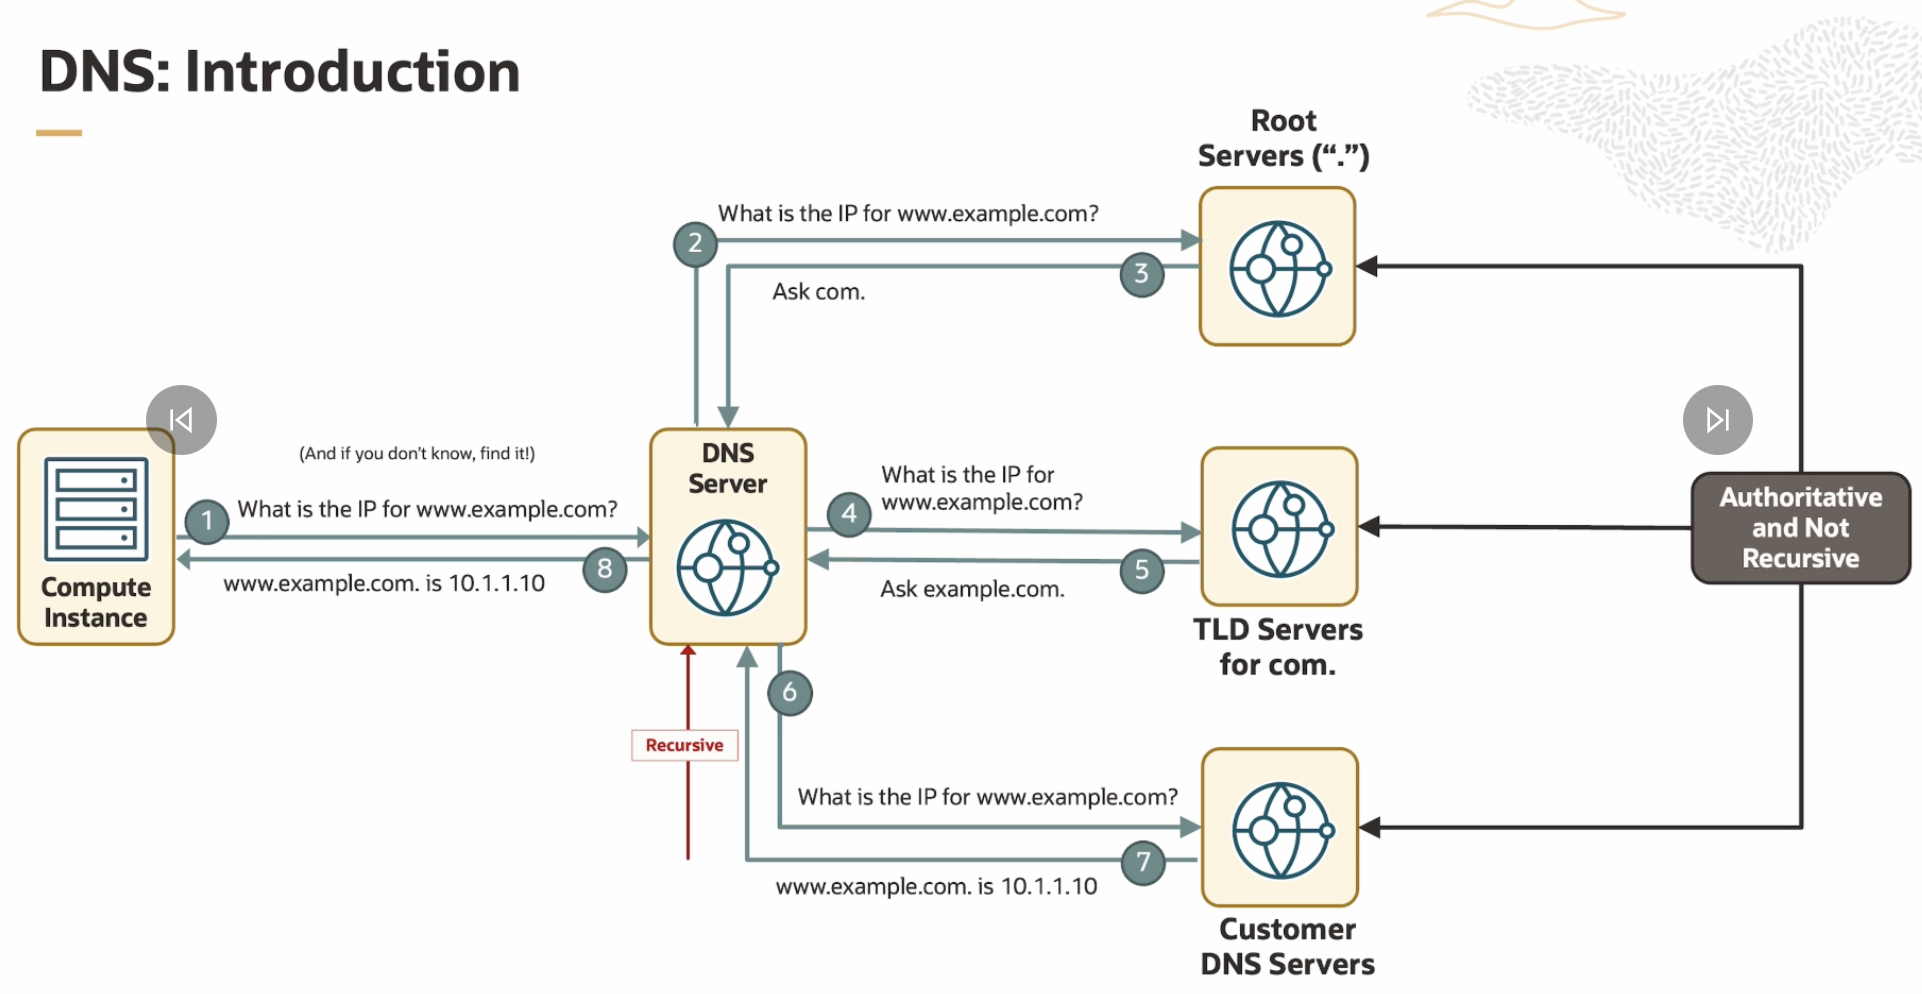 DNS: Introduction
Root
Servers (“.”)
2
What is the IP for www.example.com?
3
Ask com.
(And if you don't know, find it!)
1
What is the IP for www.example.com?
8
www.example.com. is 10.1.1.10
Compute
Instance
DNS
Server
4
What is the IP for
www.example.com?
5
Ask example.com.
TLD Servers
for com.
Authoritative
and Not
Recursive
6
Recursive
What is the IP for www.example.com?
7
www.example.com. is 10.1.1.10
Customer
DNS Servers